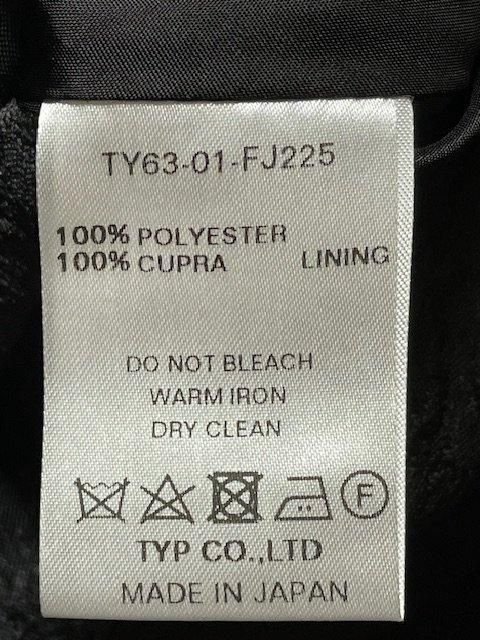 TY63-01-FJ225
100% POLYESTER
100% CUPRA LINING
DO NOT BLEACH
WARM IRON
DRY CLEAN
F
TYP CO.,LTD
MADE IN JAPAN